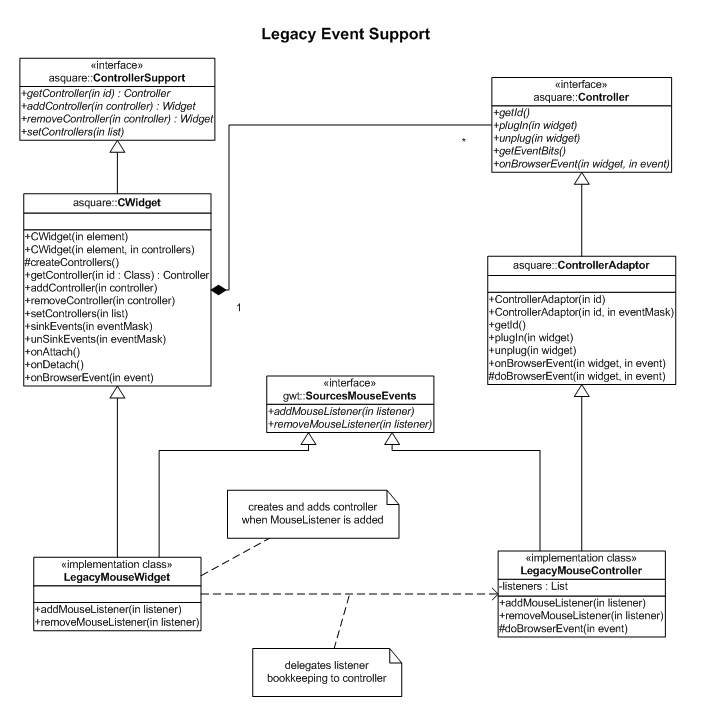 Legacy Event Support
«interface»
asquare::ControllerSupport
+getController(in id) : Controller
+addController(in controller) : Widget
+removeController(in controller) : Widget
+setControllers(in list)
«interface»
asquare::Controller
+getId()
+plugIn(in widget)
+unplug(in widget)
+getEventBits()
+onBrowserEvent(in widget, in event)
*
asquare::CWidget
+CWidget(in element)
+CWidget(in element, in controllers)
#createControllers()
+getController(in id : Class) : Controller
+addController(in controller)
+removeController(in controller)
+setControllers(in list)
+sinkEvents(in eventMask)
+unSinkEvents(in eventMask)
+onAttach()
+onDetach()
+onBrowserEvent(in event)
1
asquare::ControllerAdaptor
+ControllerAdaptor(in id)
+ControllerAdaptor(in id, in eventMask)
+getId()
+plugIn(in widget)
+unplug(in widget)
+onBrowserEvent(in widget, in event)
#doBrowserEvent(in widget, in event)
«interface»
gwt::SourcesMouseEvents
+addMouseListener(in listener)
+removeMouseListener(in listener)
creates and adds controller
when MouseListener is added
«implementation class»
LegacyMouseWidget
+addMouseListener(in listener)
+removeMouseListener(in listener)
«implementation class»
LegacyMouseController
-listeners : List
+addMouseListener(in listener)
+removeMouseListener(in listener)
#doBrowserEvent(in event)
delegates listener
bookkeeping to controller